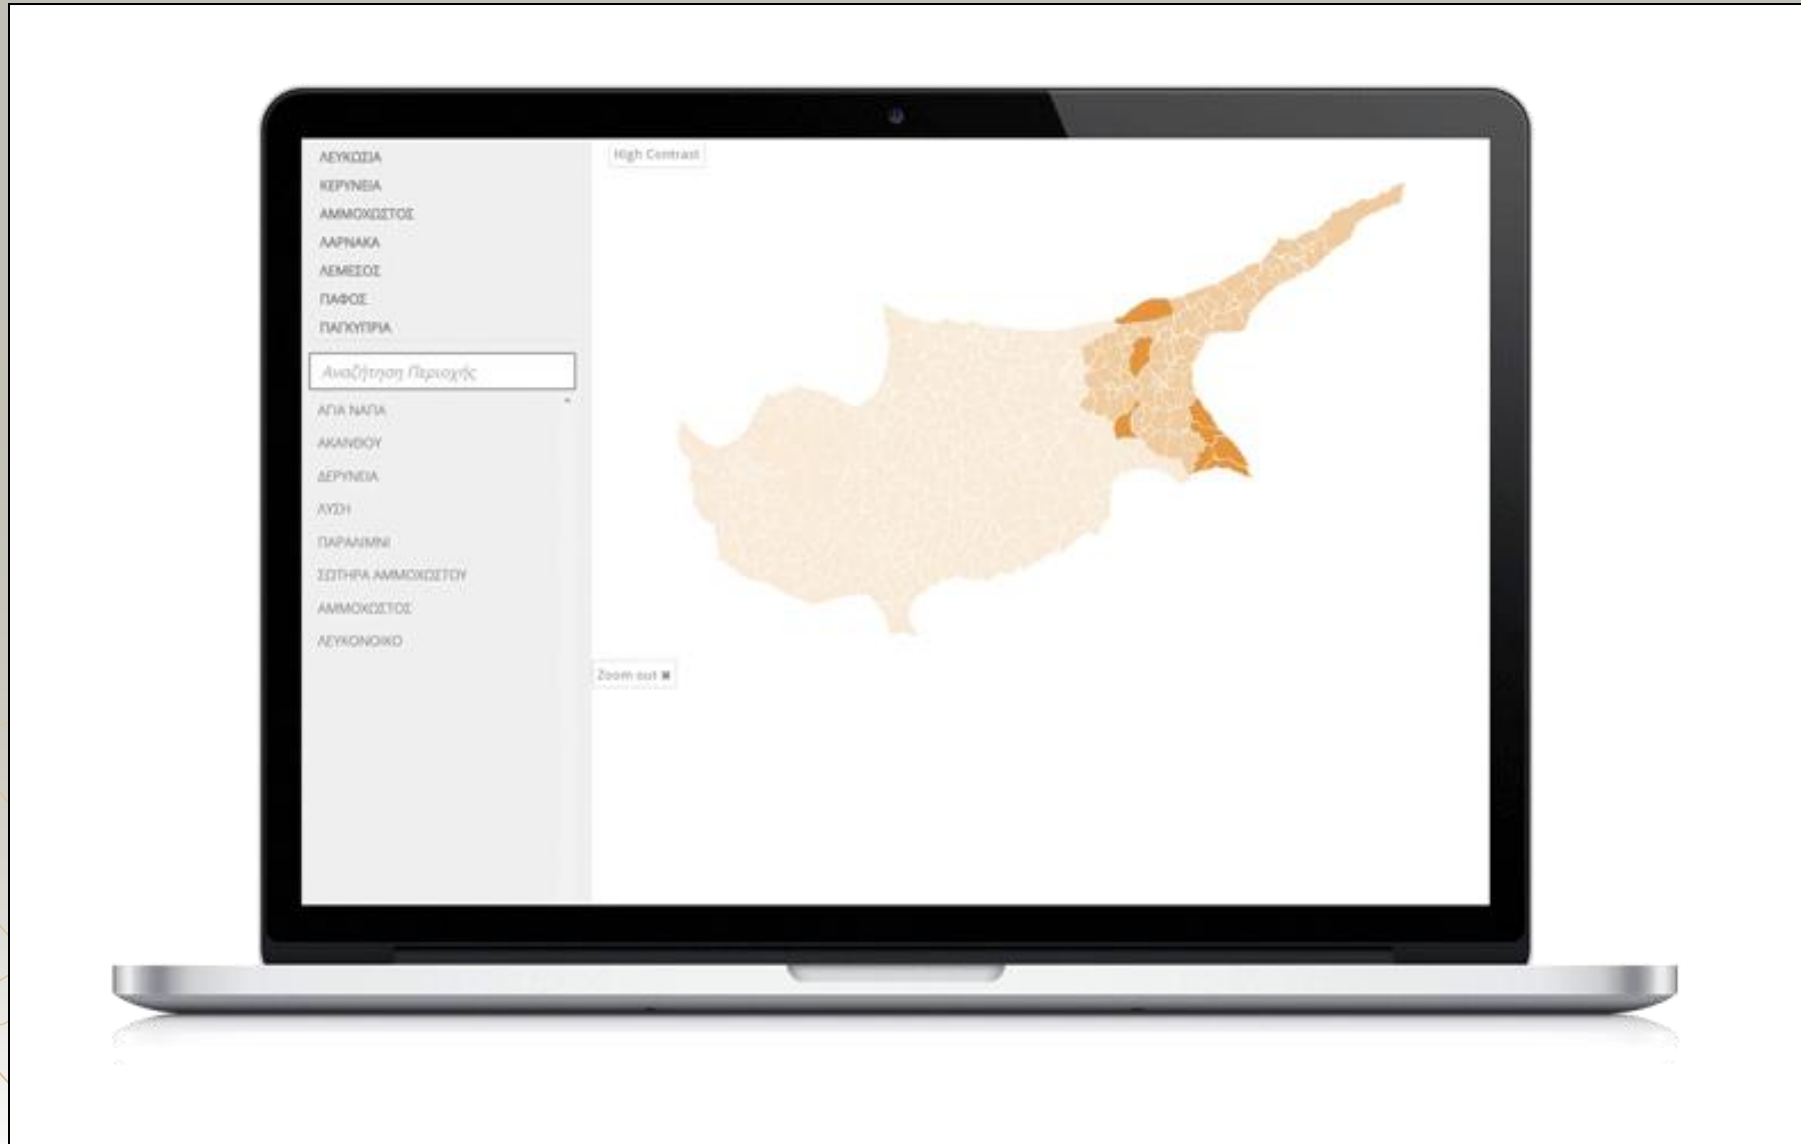 ΛΕΥΚΩΣΙΑ
ΚΕΡΥΝΕΙΑ
ΑΜΜΟΧΩΣΤΟΣ
ΛΑΡΝΑΚΑ
ΛΕΜΕΣΟΣ
ΠΑΦΟΣ
ΠΑΓΚΥΠΡΙΑ
Αναζήτηση Περιοχής
ΑΓΙΑ ΝΑΠΑ
ΑΚΑΝΘΟΥ
ΔΕΡΥΝΕΙΑ
ΛΥΣΗ
ΠΑΡΑΛΙΜΝΙ
ΣΩΤΗΡΑ ΑΜΜΟΧΩΣΤΟΥ
ΑΜΜΟΧΩΣΤΟΣ
ΛΕΥΚΟΝΟΙΚΟ
High Contrast
Zoom out ✖